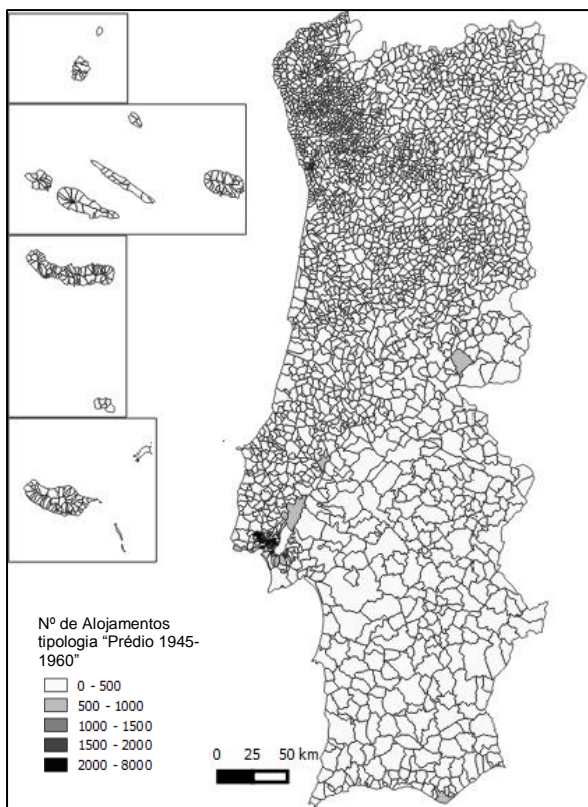 Nº de Alojamentos
tipologia “Prédio 1945-
1960”
0 - 500
500 - 1000
1000 - 1500
1500 - 2000
2000 - 8000
0 25 50 km